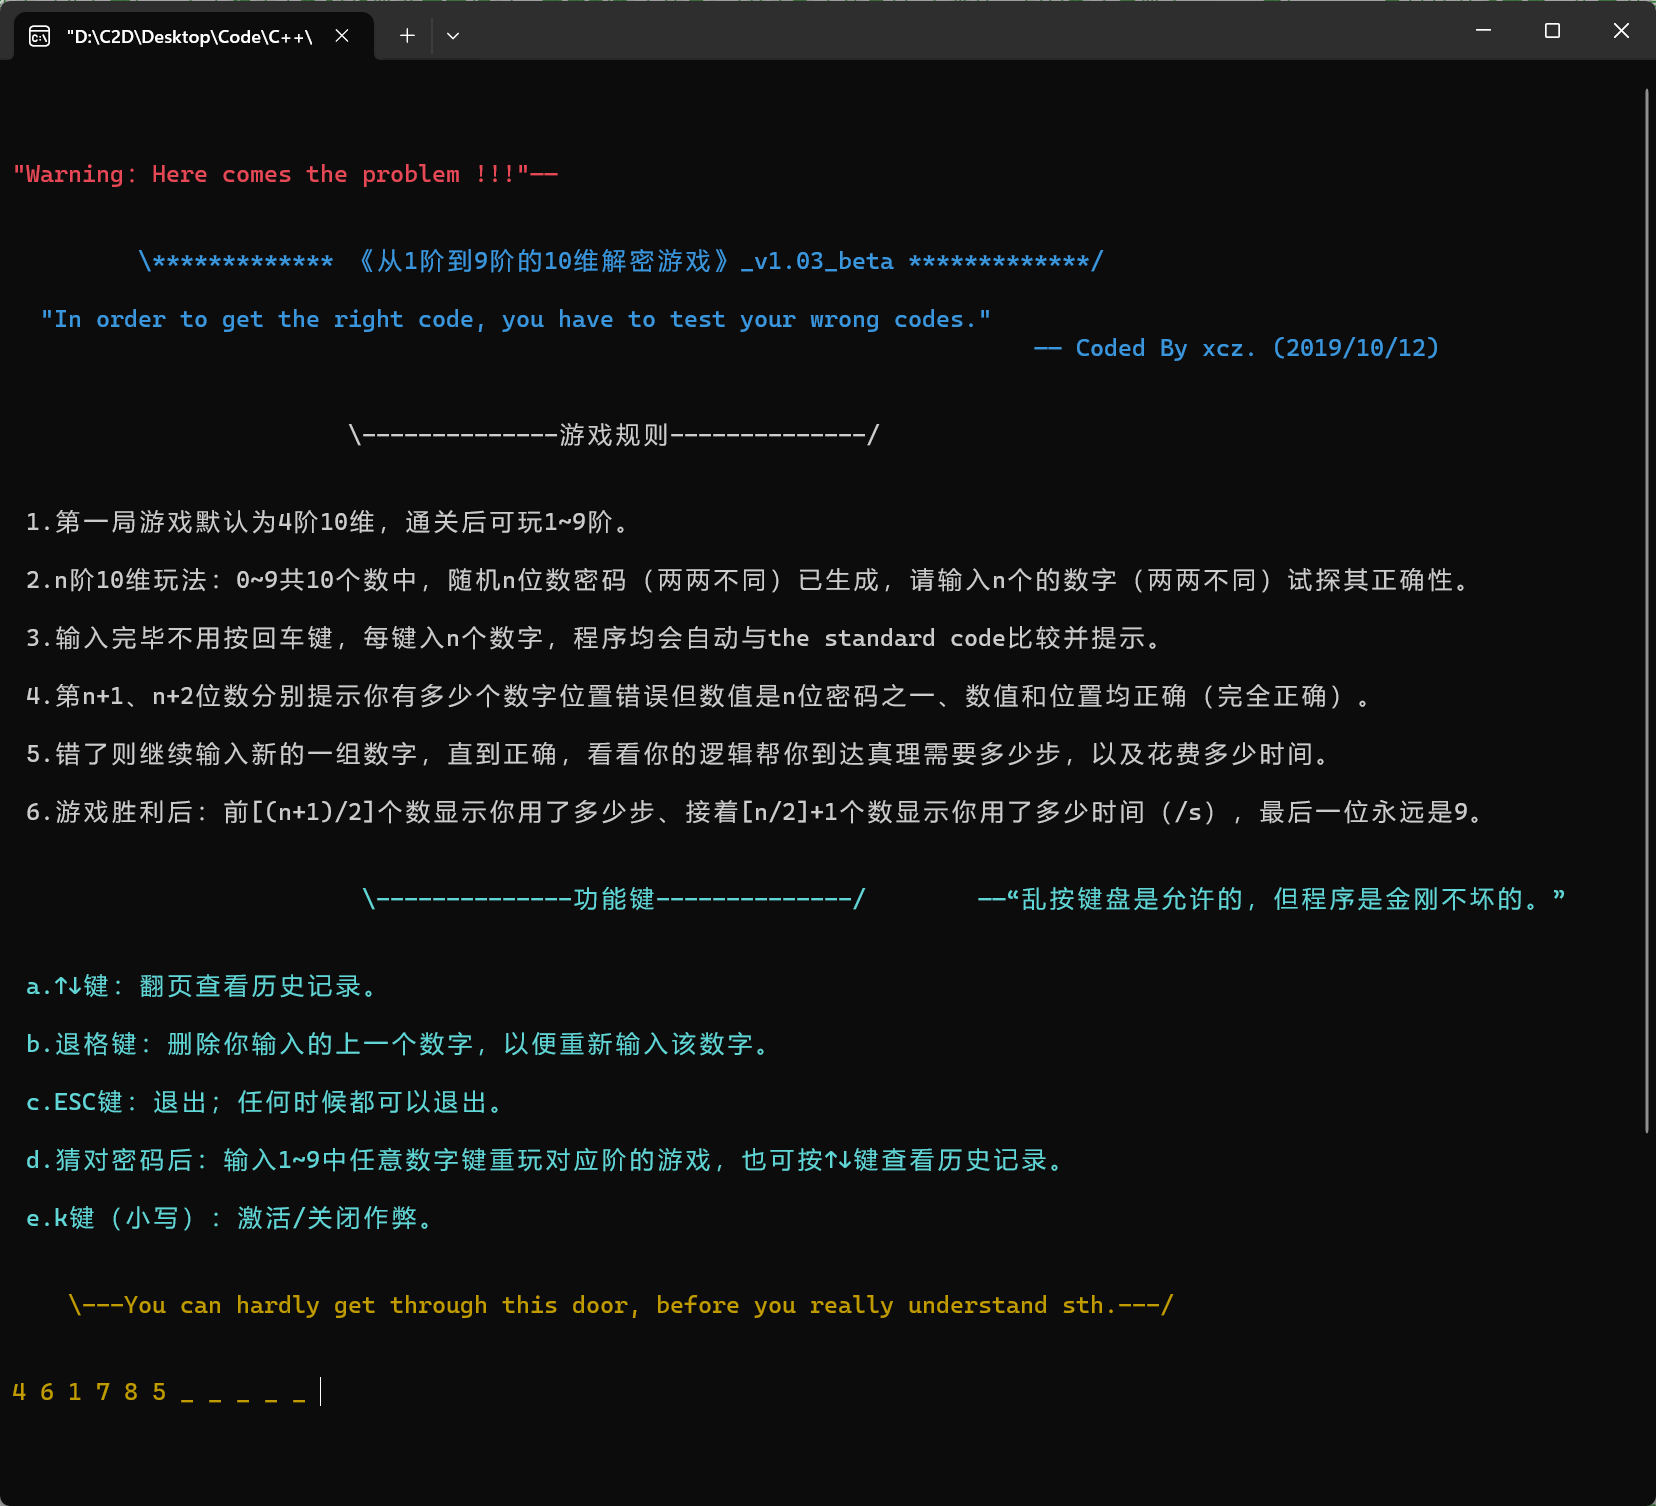 "D:\C2D\Desktop\Code\C++\
"Warning: Here comes the problem !!!"——
\************* 《从1阶到9阶的10维解密游戏》_v1.03_beta *************/
"In order to get the right code, you have to test your wrong codes."
—— Coded By xcz. (2019/10/12)
\--------------游戏规则--------------/
1.第一局游戏默认为4阶10维，通关后可玩1~9阶。
2.n阶10维玩法：0~9共10个数中，随机n位数密码（两两不同）已生成，请输入n个的数字（两两不同）试探其正确性。
3.输入完毕不用按回车键，每键入n个数字，程序均会自动与the standard code比较并提示。
4.第n+1、n+2位数分别提示你有多少个数字位置错误但数值是n位密码之一、数值和位置均正确（完全正确）。
5.错了则继续输入新的一组数字，直到正确，看看你的逻辑帮你到达真理需要多少步，以及花费多少时间。
6.游戏胜利后：前[(n+1)/2]个数显示你用了多少步、接着[n/2]+1个数显示你用了多少时间（/s），最后一位永远是9。
\--------------功能键--------------/ ——“乱按键盘是允许的，但程序是金刚不坏的。”
a.↑↓键：翻页查看历史记录。
b.退格键：删除你输入的上一个数字，以便重新输入该数字。
c.ESC键：退出；任何时候都可以退出。
d.猜对密码后：输入1~9中任意数字键重玩对应阶的游戏，也可按↑↓键查看历史记录。
e.k键（小写）：激活/关闭作弊。
\---You can hardly get through this door, before you really understand sth.---/
4 6 1 7 8 5 _ _ _ _ _